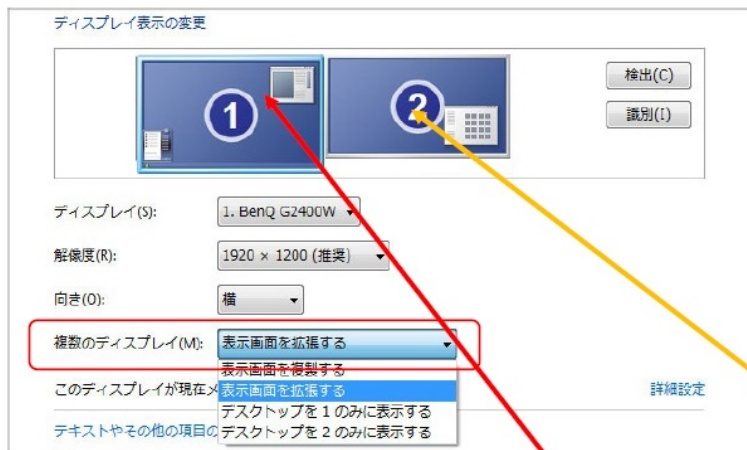 ディスプレイ表示の変更
1
2
検出(C)
識別(I)
ディスプレイ(S): 1. BenQ G2400W
解像度(R): 1920 × 1200 (推奨)
向き(O): 横
複数のディスプレイ(M): 表示画面を拡張する
表示画面を複製する
このディスプレイが現在メ 表示画面を拡張する 詳細設定
デスクトップを 1 のみに表示する
テキストやその他の項目の デスクトップを 2 のみに表示する